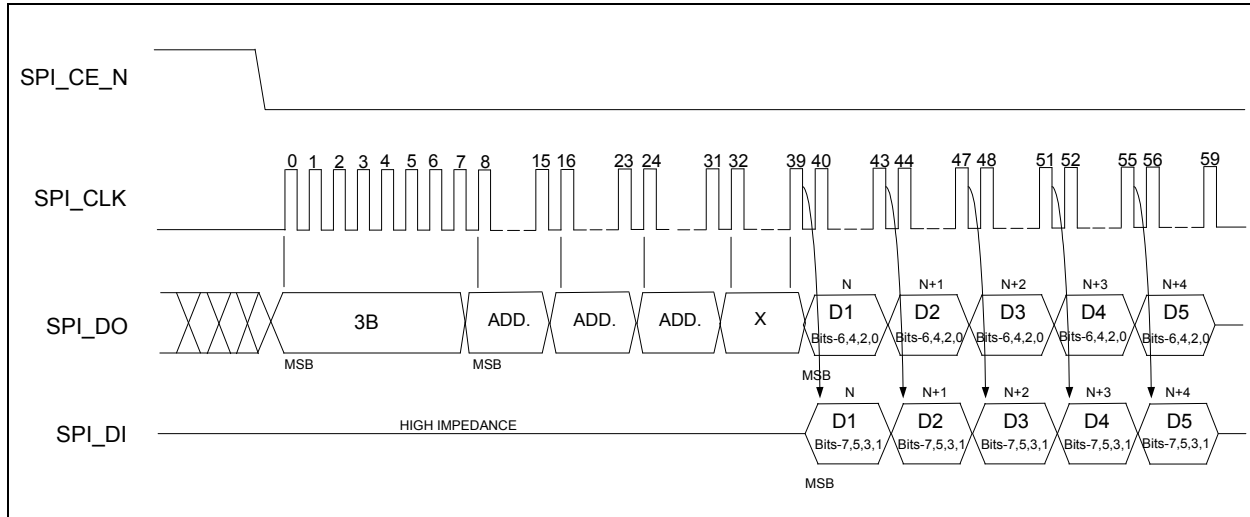 SPI_CE_N
0 1 2 3 4 5 6 7 8 15 16 23 24 31 32 39 40 43 44 47 48 51 52 55 56 59
SPI_CLK
N N+1 N+2 N+3 N+4
SPI_DO 3B ADD. ADD. ADD. X D1 D2 D3 D4 D5
Bits-6,4,2,0 Bits-6,4,2,0 Bits-6,4,2,0 Bits-6,4,2,0 Bits-6,4,2,0
MSB MSB MSB
N N+1 N+2 N+3 N+4
SPI_DI HIGH IMPEDANCE D1 D2 D3 D4 D5
Bits-7,5,3,1 Bits-7,5,3,1 Bits-7,5,3,1 Bits-7,5,3,1 Bits-7,5,3,1
MSB